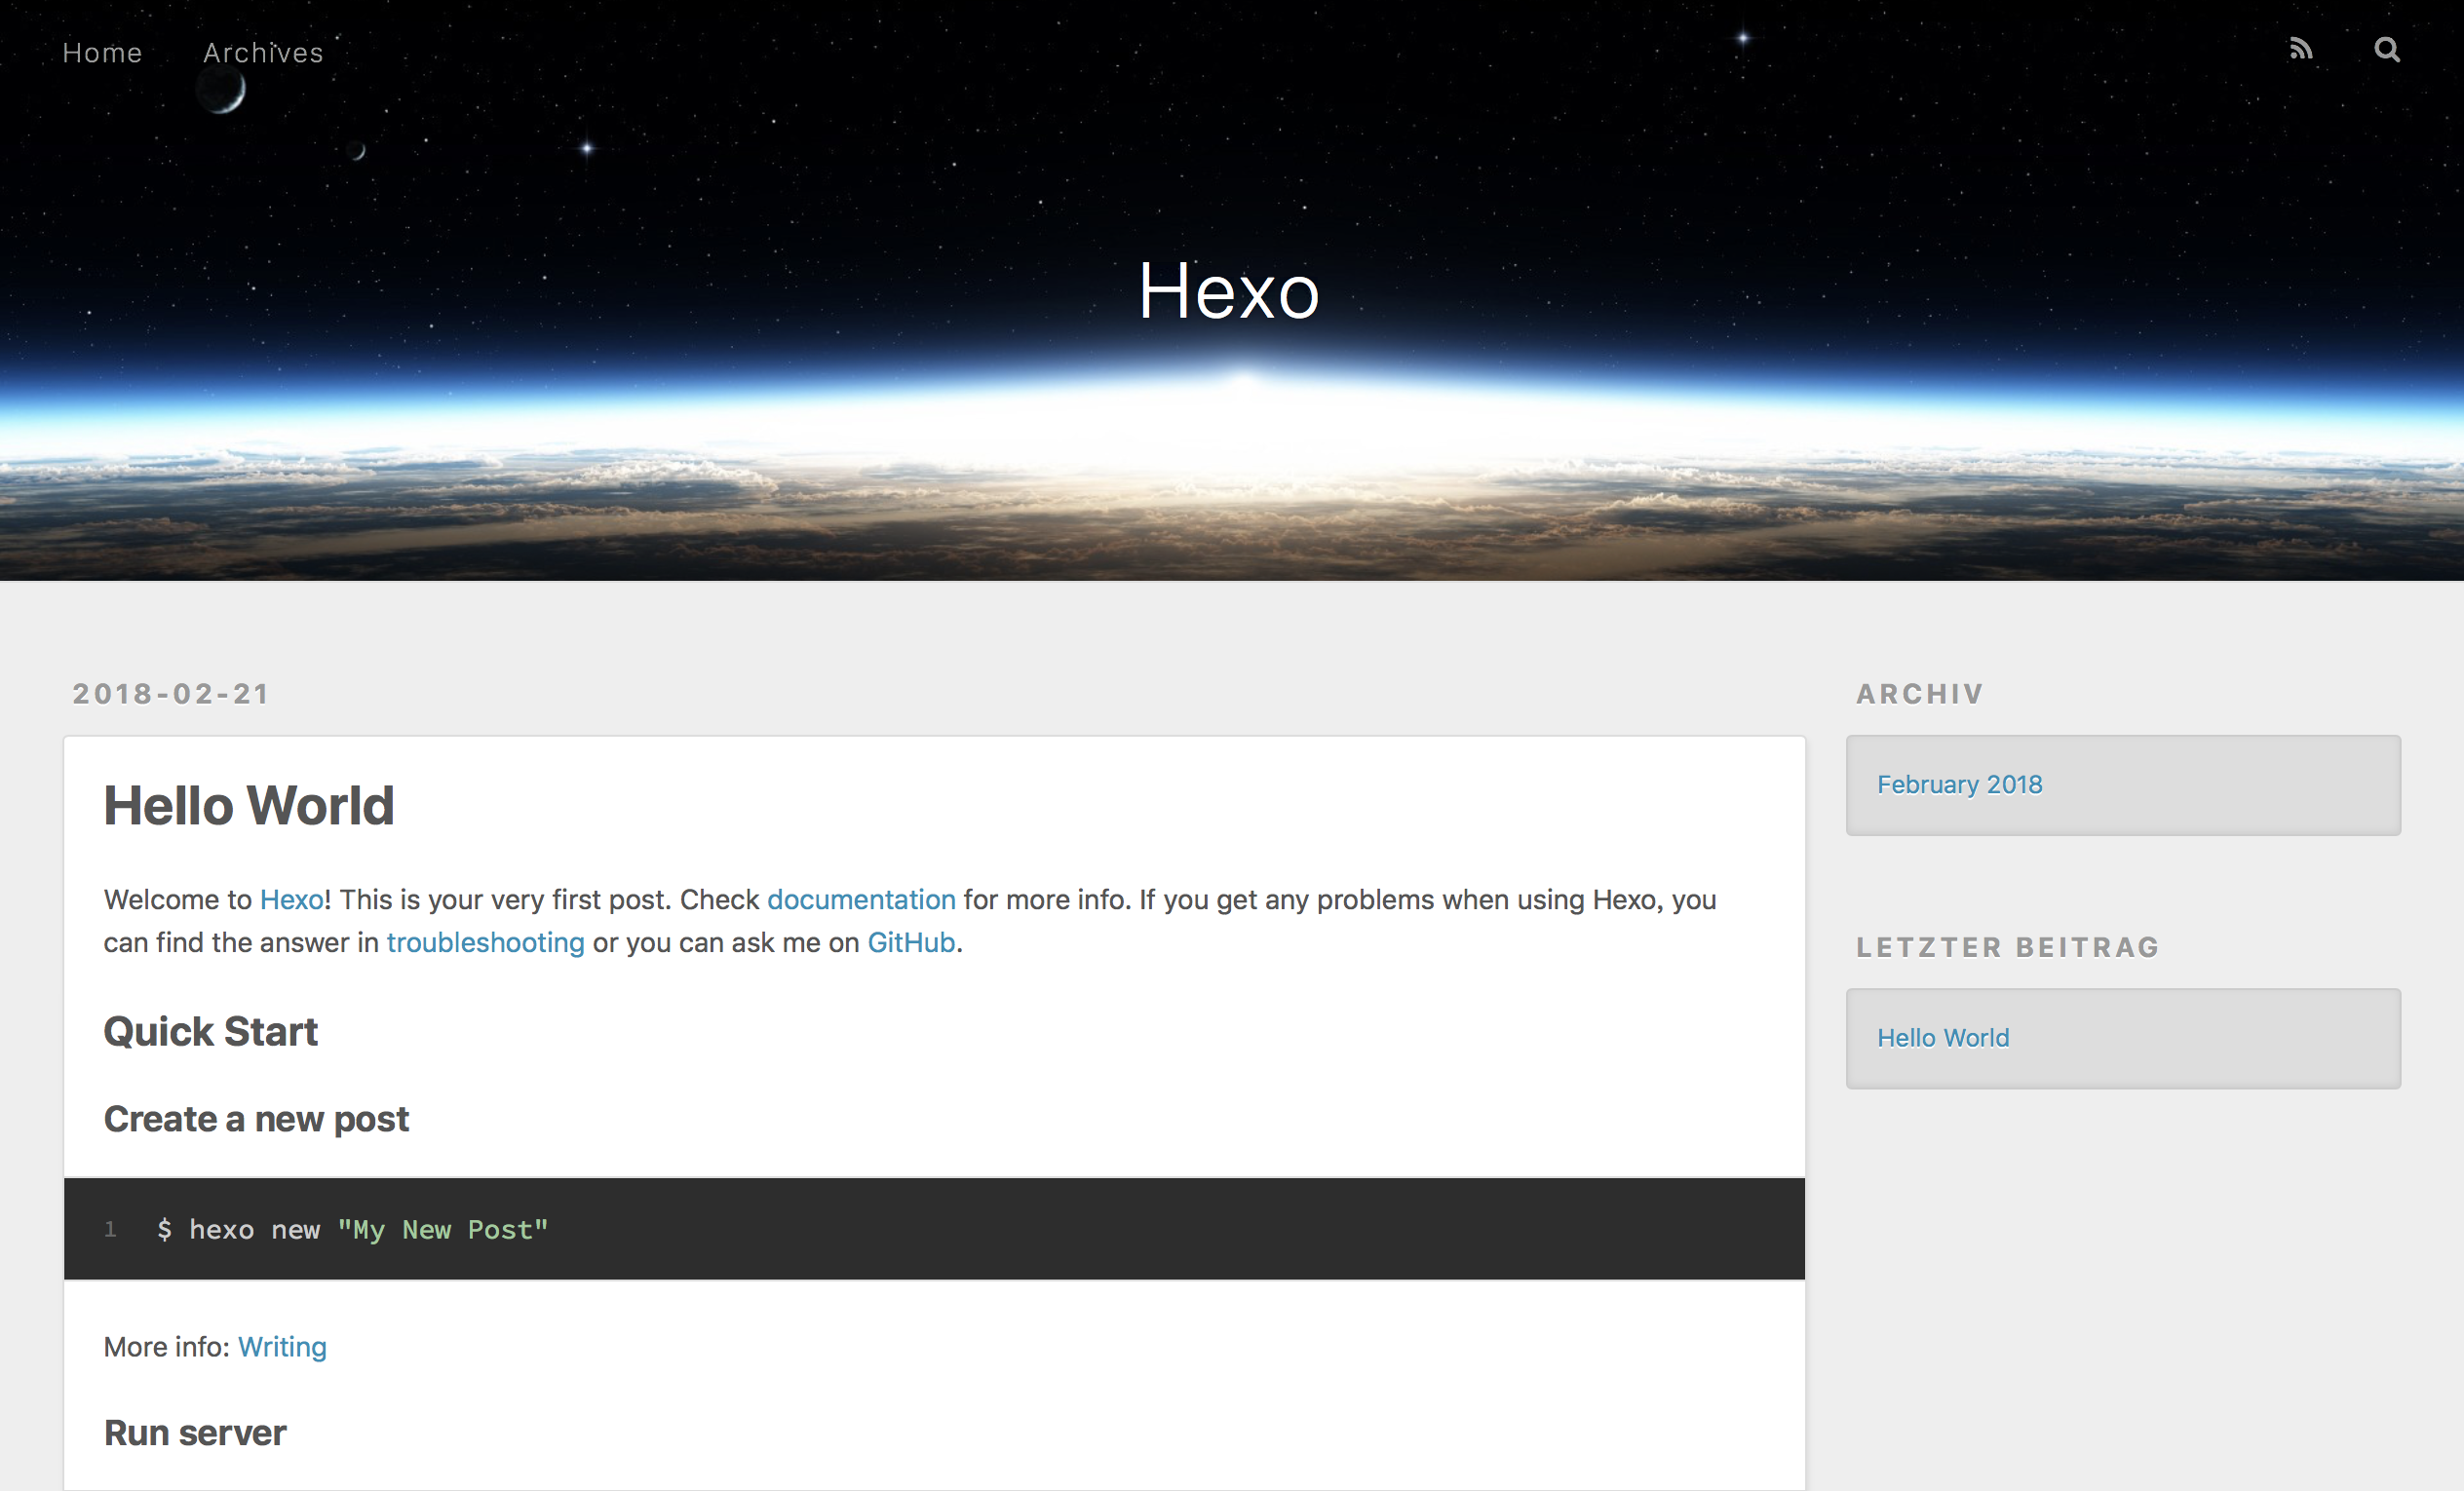 Home
Archives
Hexo
2018-02-21
Hello World
Welcome to Hexo! This is your very first post. Check documentation for more info. If you get any problems when using Hexo, you
can find the answer in troubleshooting or you can ask me on GitHub.
Quick Start
Create a new post
1 $ hexo new "My New Post"
More info: Writing
Run server
ARCHIV
February 2018
LETZTER BEITRAG
Hello World